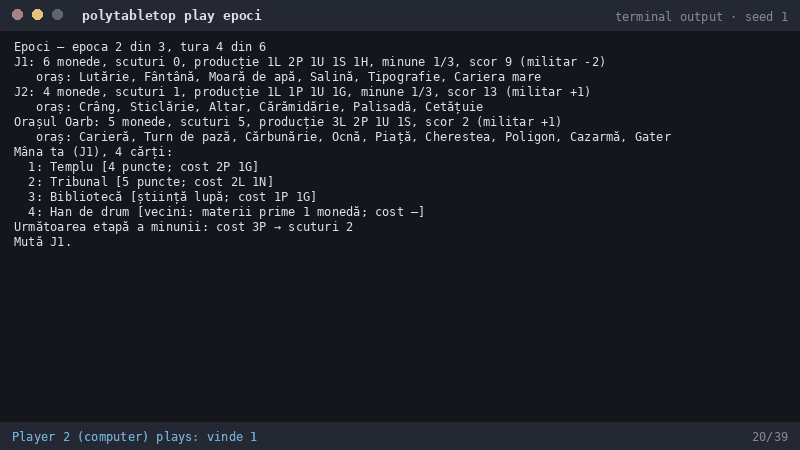 polytabletop play epoci
terminal output · seed 1
Epoci — epoca 2 din 3, tura 4 din 6
J1: 6 monede, scuturi 0, producție 1L 2P 1U 1S 1H, minune 1/3, scor 9 (militar -2)
oraș: Lutărie, Fântână, Moară de apă, Salină, Tipografie, Cariera mare
J2: 4 monede, scuturi 1, producție 1L 1P 1U 1G, minune 1/3, scor 13 (militar +1)
oraș: Crâng, Sticlărie, Altar, Cărămidărie, Palisadă, Cetățuie
Orașul Oarb: 5 monede, scuturi 5, producție 3L 2P 1U 1S, scor 2 (militar +1)
oraș: Carieră, Turn de pază, Cărbunărie, Ocnă, Piață, Cherestea, Poligon, Cazarmă, Gater
Mâna ta (J1), 4 cărți:
1: Templu [4 puncte; cost 2P 1G]
2: Tribunal [5 puncte; cost 2L 1N]
3: Bibliotecă [știință lupă; cost 1P 1G]
4: Han de drum [vecini: materii prime 1 monedă; cost —]
Următoarea etapă a minunii: cost 3P → scuturi 2
Mută J1.
Player 2 (computer) plays: vinde 1
20/39